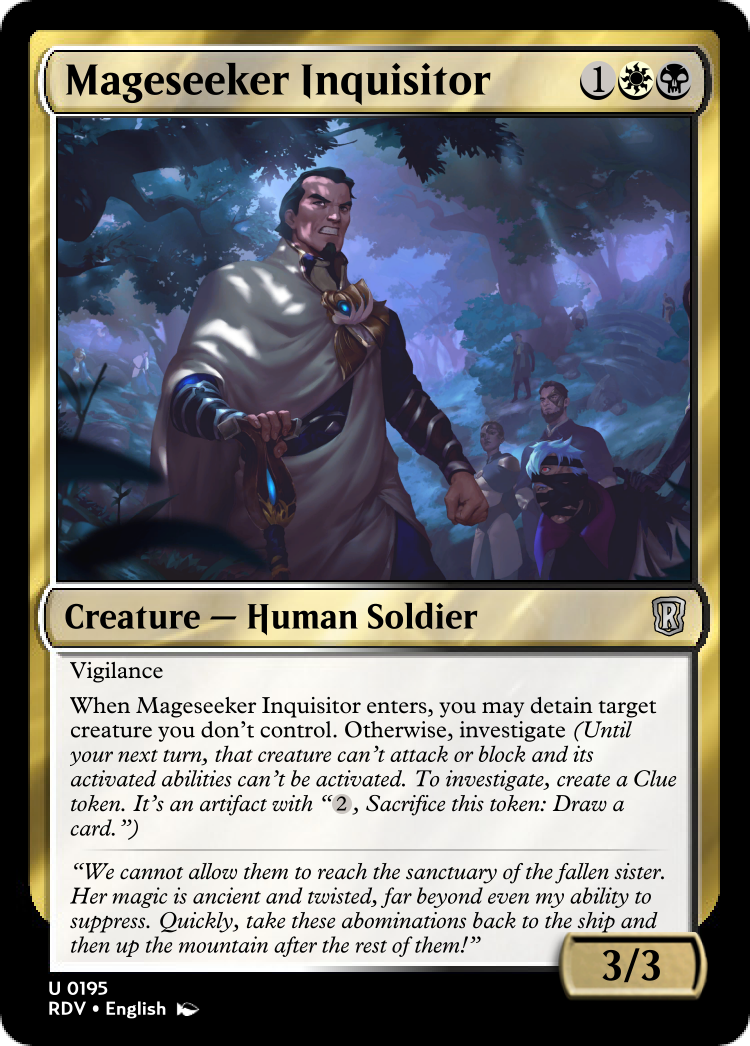 Mageseeker Inquisitor 1
Creature — Human Soldier R
Vigilance
When Mageseeker Inquisitor enters, you may detain target
creature you don't control. Otherwise, investigate (Until
your next turn, that creature can't attack or block and its
activated abilities can't be activated. To investigate, create a Clue
token. It's an artifact with “2, Sacrifice this token: Draw a
card.”)
“We cannot allow them to reach the sanctuary of the fallen sister.
Her magic is ancient and twisted, far beyond even my ability to
suppress. Quickly, take these abominations back to the ship and
then up the mountain after the rest of them!”
3/3
U 0195
RDV • English